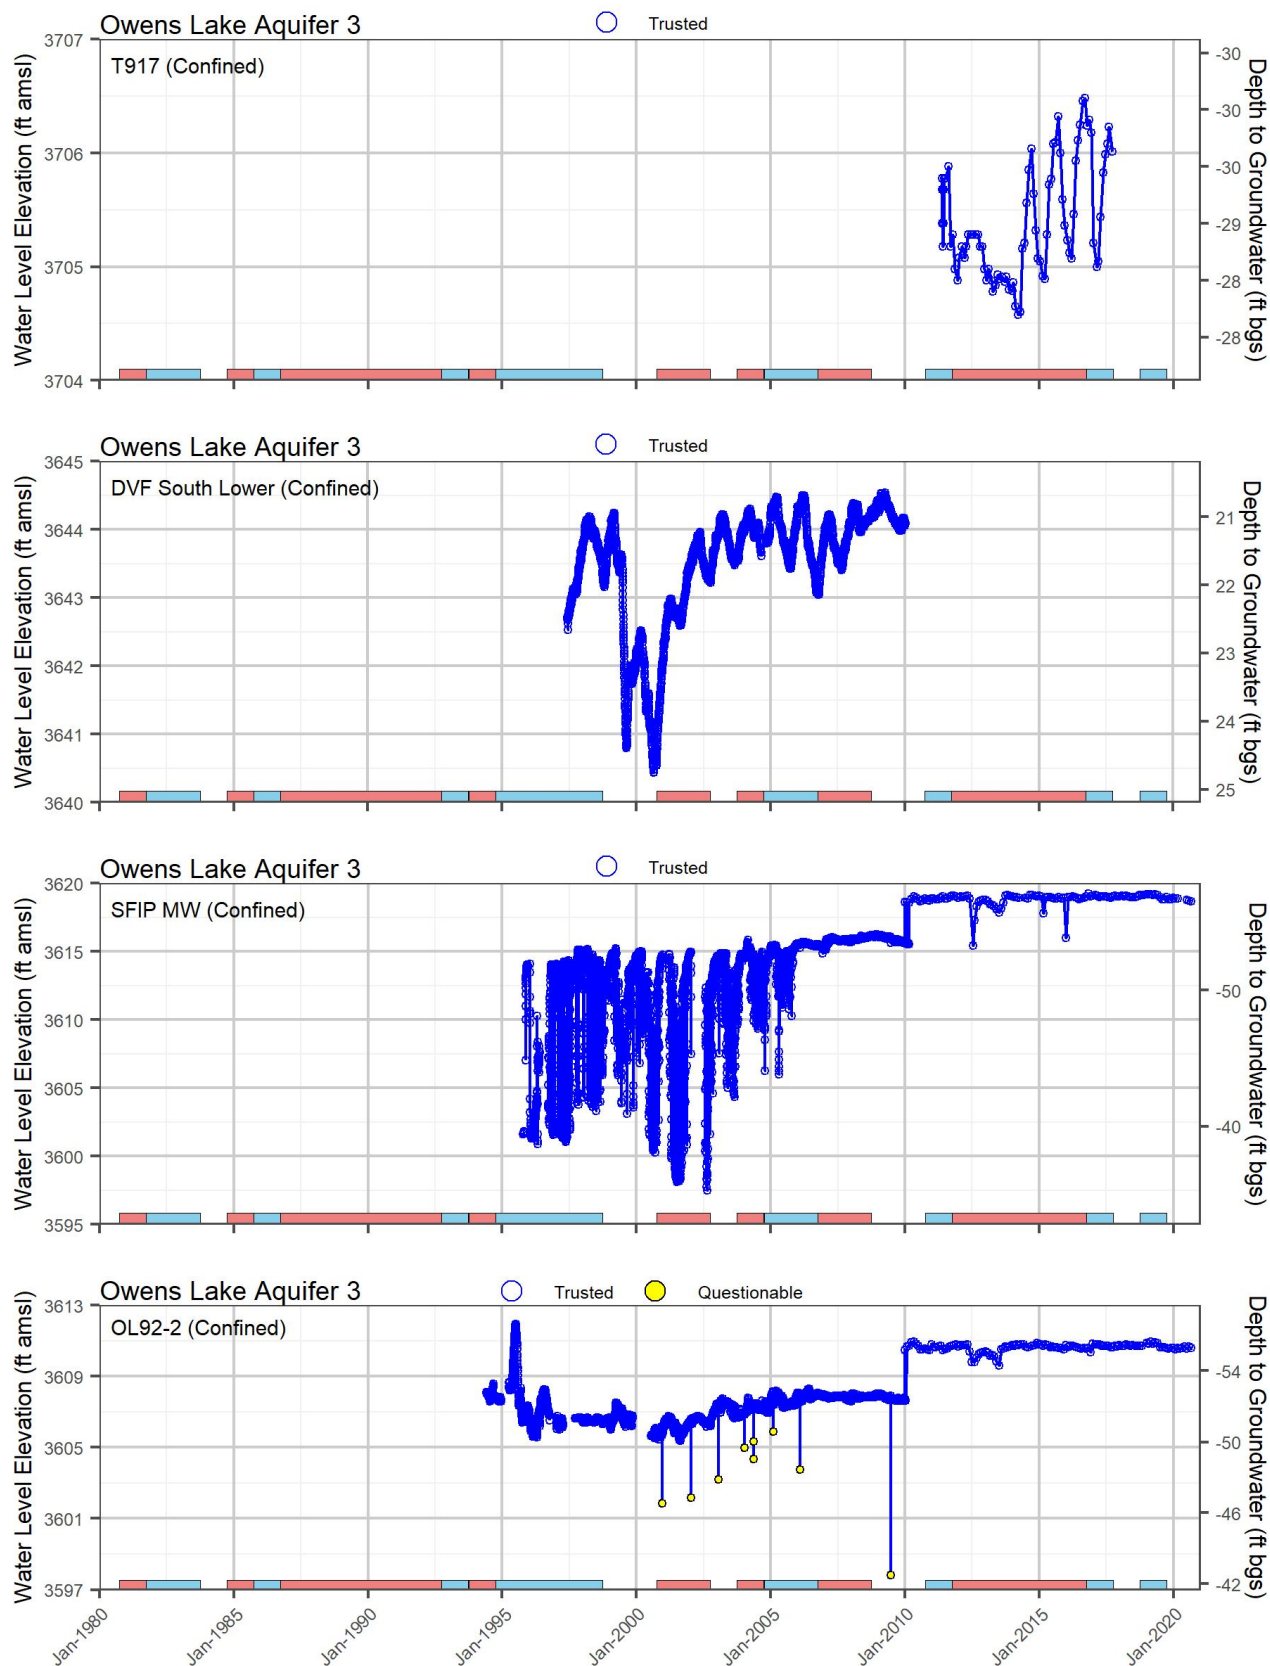 Owens Lake Aquifer 3
Trusted
T917 (Confined)
Water Level Elevation (ft amsl)
3707
3706
3705
3704
-30
-30
-30
-29
-28
-28
Depth to Groundwater (ft bgs)
Owens Lake Aquifer 3
Trusted
DVF South Lower (Confined)
Water Level Elevation (ft amsl)
3645
3644
3643
3642
3641
3640
21
22
23
24
25
Depth to Groundwater (ft bgs)
Owens Lake Aquifer 3
Trusted
SFIP MW (Confined)
Water Level Elevation (ft amsl)
3620
3615
3610
3605
3600
3595
-50
-40
Depth to Groundwater (ft bgs)
Owens Lake Aquifer 3
Trusted
Questionable
OL92-2 (Confined)
Water Level Elevation (ft amsl)
3613
3609
3605
3601
3597
-54
-50
-46
-42
Depth to Groundwater (ft bgs)
Jan-1980
Jan-1985
Jan-1990
Jan-1995
Jan-2000
Jan-2005
Jan-2010
Jan-2015
Jan-2020